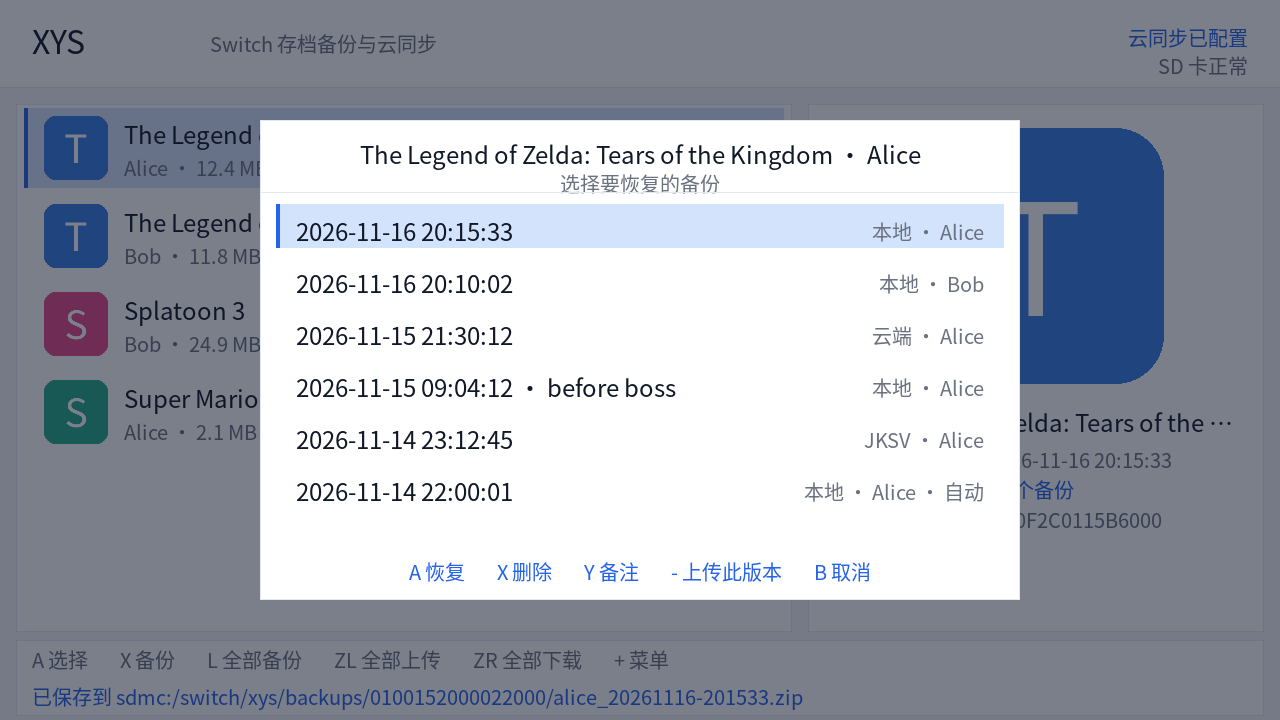 XYS
Switch 存档备份与云同步
云同步已配置
SD 卡正常
T
The Legend
Alice • 12.4 MB
T
The Legend
Bob • 11.8 MB
S
Splatoon 3
Bob • 24.9 MB
S
Super Mario
Alice • 2.1 MB
The Legend of Zelda: Tears of the Kingdom • Alice
选择要恢复的备份
2026-11-16 20:15:33 本地 • Alice
2026-11-16 20:10:02 本地 • Bob
2026-11-15 21:30:12 云端 • Alice
2026-11-15 09:04:12 • before boss 本地 • Alice
2026-11-14 23:12:45 JKSV • Alice
2026-11-14 22:00:01 本地 • Alice • 自动
A 恢复 X 删除 Y 备注 - 上传此版本 B 取消
T
elda: Tears of the …
6-11-16 20:15:33
个备份
0F2C0115B6000
A 选择 X 备份 L 全部备份 ZL 全部上传 ZR 全部下载 + 菜单
已保存到 sdmc:/switch/xys/backups/0100152000022000/alice_20261116-201533.zip